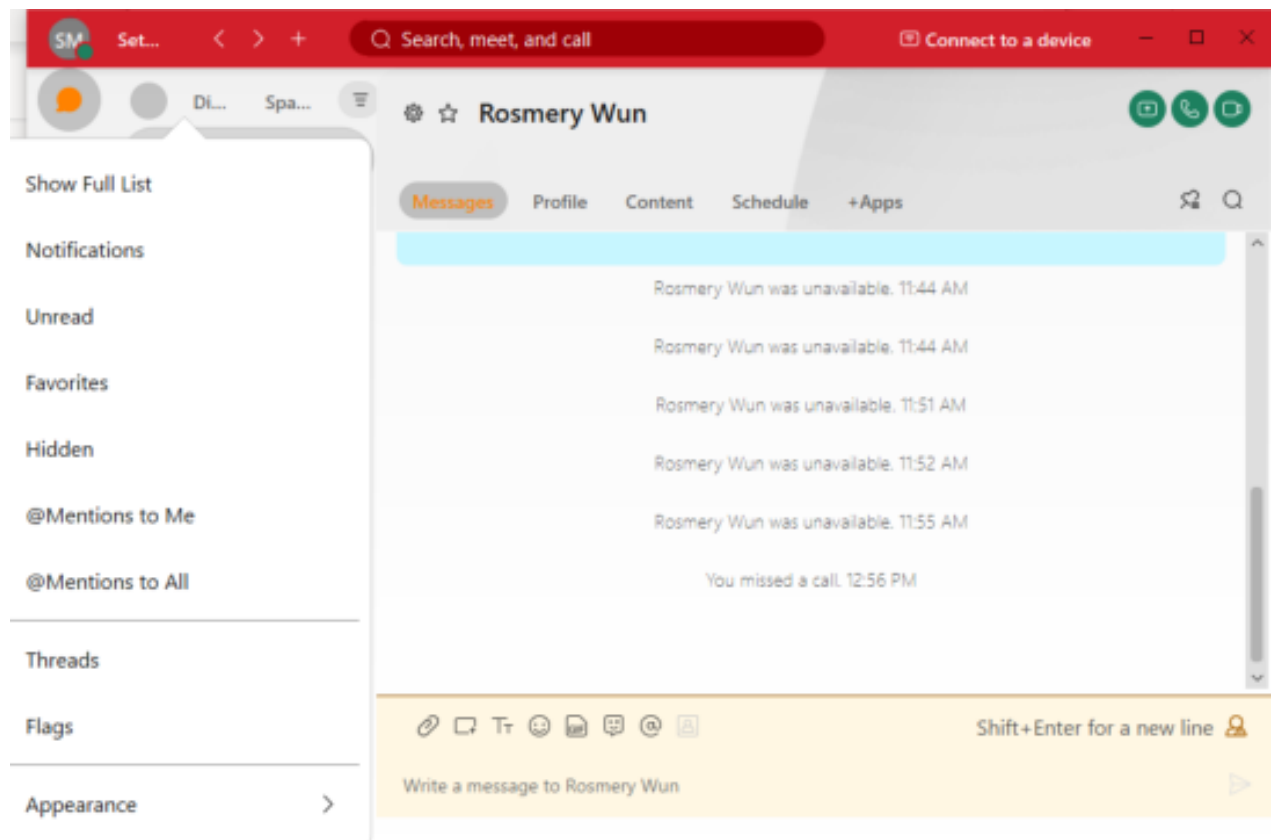 SM Set... Search, meet, and call Connect to a device
Di... Spa...
Rosmery Wun
Messages Profile Content Schedule +Apps
Show Full List
Notifications
Unread
Favorites
Hidden
@Mentions to Me
@Mentions to All
Threads
Flags
Appearance
Rosmery Wun was unavailable. 11:44 AM
Rosmery Wun was unavailable. 11:44 AM
Rosmery Wun was unavailable. 11:51 AM
Rosmery Wun was unavailable. 11:52 AM
Rosmery Wun was unavailable. 11:55 AM
You missed a call. 12:56 PM
Shift+Enter for a new line
Write a message to Rosmery Wun